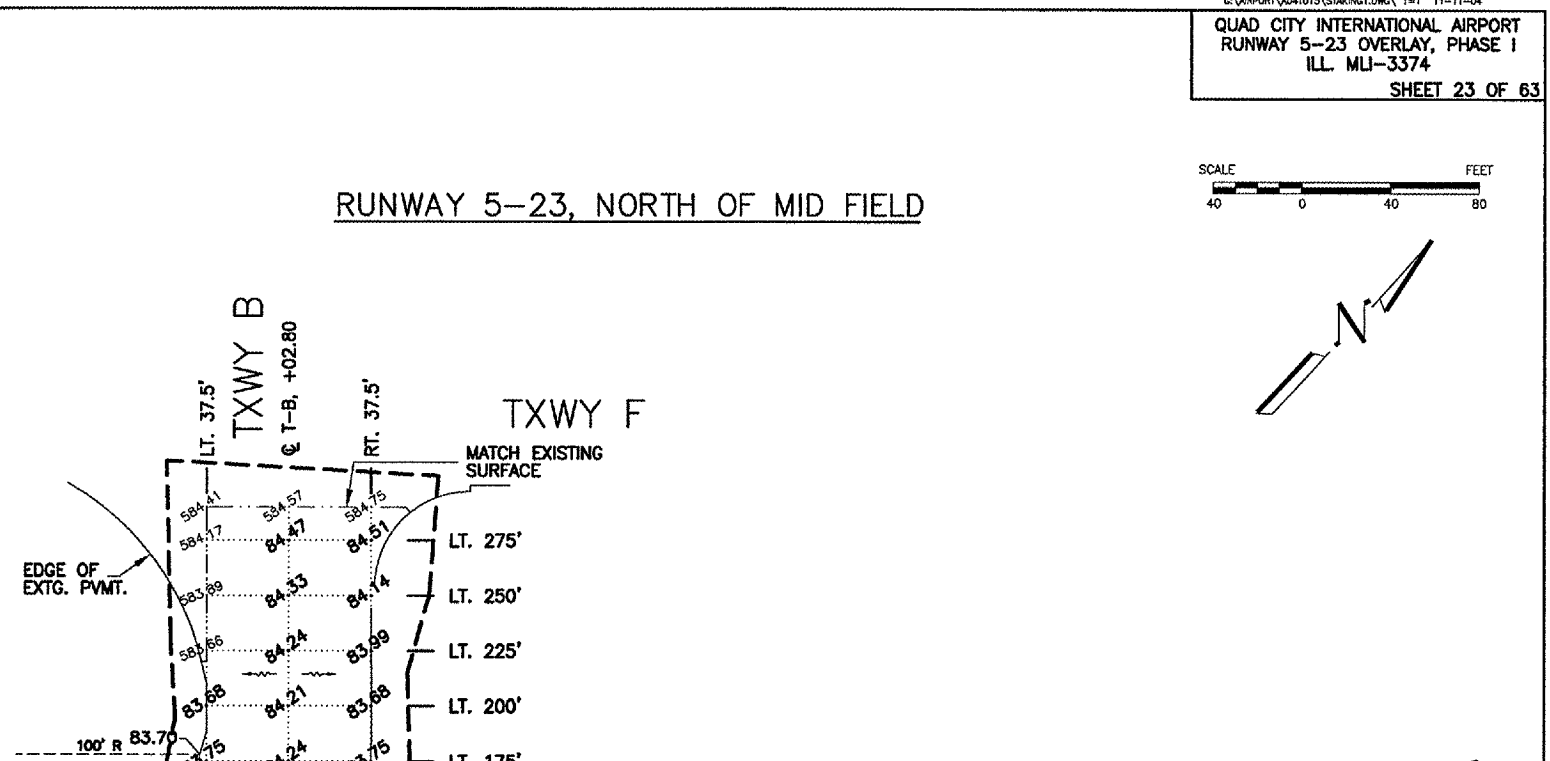 QUAD CITY INTERNATIONAL AIRPORT
RUNWAY 5-23 OVERLAY, PHASE I
ILL. MLI-3374
SHEET 23 OF 63
SCALE FEET
40 0 40 80
N
RUNWAY 5-23, NORTH OF MID FIELD
LT. 37.5'
TXWY B
℄ T-B, +02.80
RT. 37.5'
TXWY F
MATCH EXISTING
SURFACE
584.41 584.57 584.75
584.17 84.47 84.51 LT. 275'
EDGE OF
EXTG. PVMT.
583.89 84.33 84.14 LT. 250'
583.66 84.24 83.99 LT. 225'
83.68 84.21 83.68 LT. 200'
100' R 83.70
LT. 175'